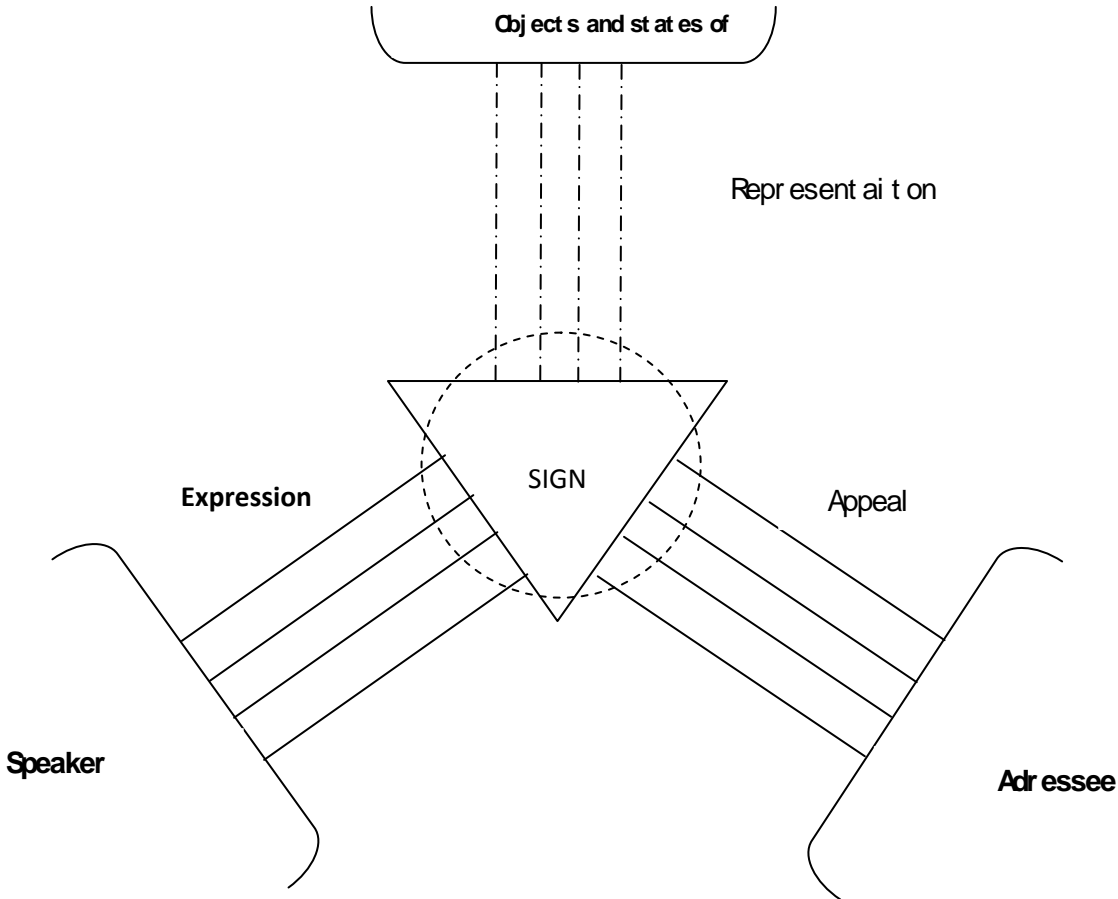 Objects and states of
Representaiton
SIGN
Expression
Appeal
Speaker
Adressee